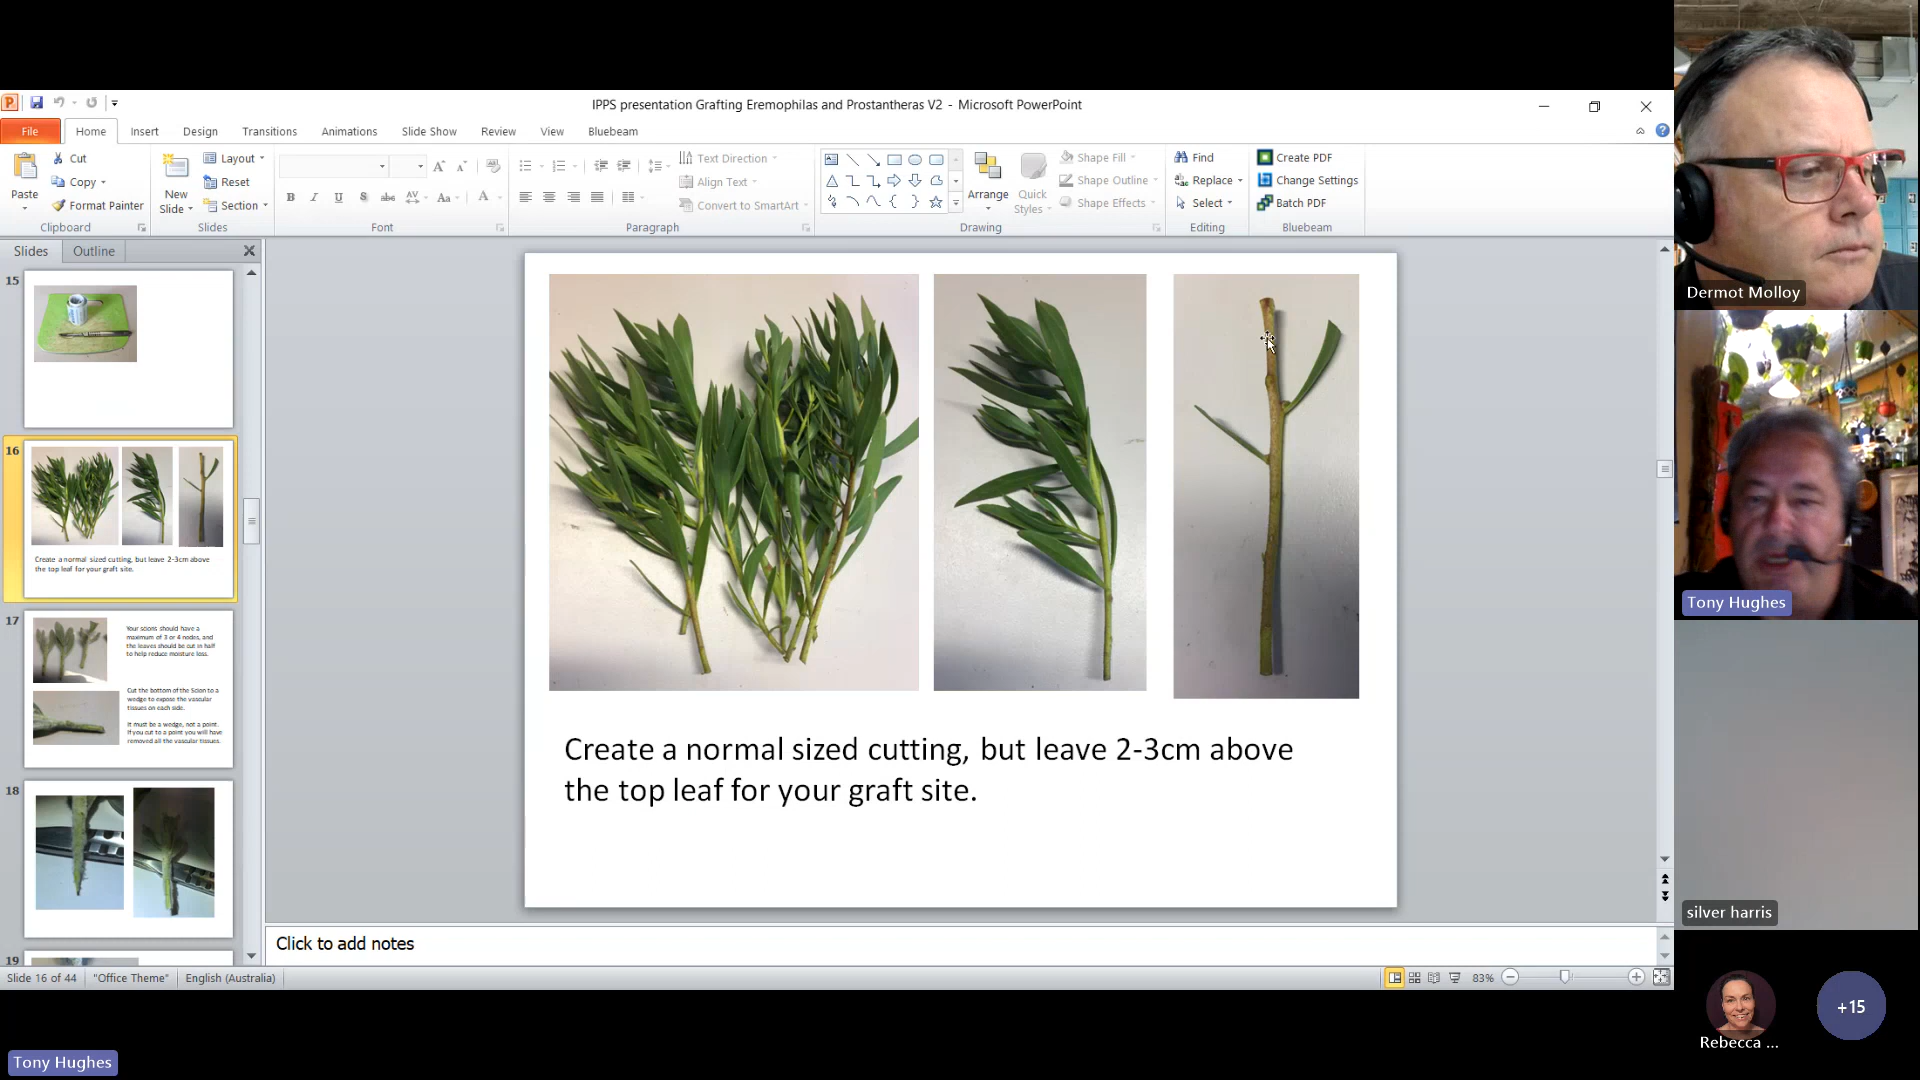 IPPS presentation Grafting Eremophilas and Prostantheras V2 - Microsoft PowerPoint
File Home Insert Design Transitions Animations Slide Show Review View Bluebeam
Paste
Cut
Copy
Format Painter
Clipboard
New Slide
Layout
Reset
Section
Slides
B I U S abc AV Aa A
Font
Text Direction
Align Text
Convert to SmartArt
Paragraph
Arrange
Quick Styles
Shape Fill
Shape Outline
Shape Effects
Drawing
Find
Replace
Select
Editing
Create PDF
Change Settings
Batch PDF
Bluebeam
Slides Outline
15
16
Create a normal sized cutting, but leave 2-3cm above
the top leaf for your graft site.
17
Your scions should have a
maximum of 3 or 4 nodes, and
the leaves should be cut in half
to help reduce moisture loss.
Cut the bottom of the Scion to a
wedge to expose the vascular
tissues on each side.
It must be a wedge, not a point.
If you cut to a point you will have
removed all the vascular tissues.
18
19
Create a normal sized cutting, but leave 2-3cm above
the top leaf for your graft site.
Click to add notes
Slide 16 of 44 "Office Theme" English (Australia)
83%
Dermot Molloy
Tony Hughes
silver harris
Rebecca ...
+15
Tony Hughes